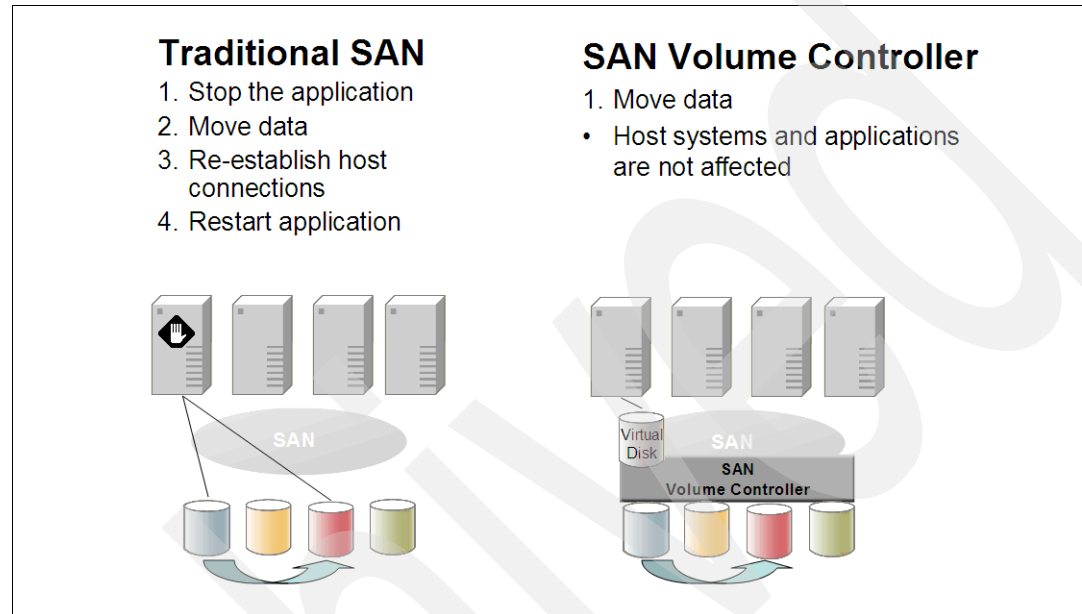 Traditional SAN
1. Stop the application
2. Move data
3. Re-establish host
connections
4. Restart application
SAN Volume Controller
1. Move data
• Host systems and applications
are not affected
SAN
Virtual
Disk
SAN
SAN
Volume Controller